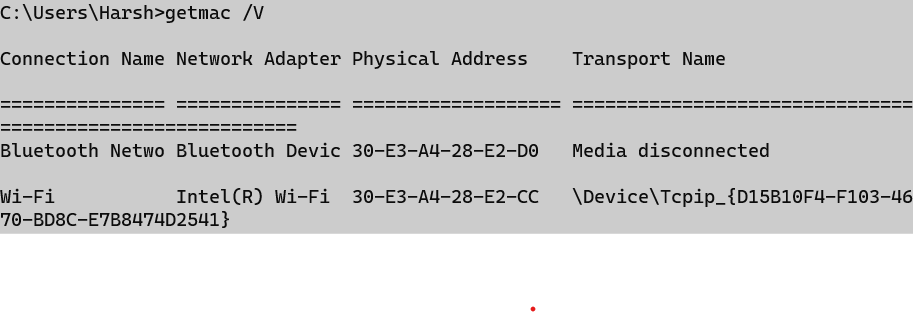 C:\Users\Harsh>getmac /V
Connection Name Network Adapter Physical Address    Transport Name
=============== =============== =================== ===============================
===========================
Bluetooth Netwo Bluetooth Devic 30-E3-A4-28-E2-D0   Media disconnected
Wi-Fi           Intel(R) Wi-Fi  30-E3-A4-28-E2-CC   \Device\Tcpip_{D15B10F4-F103-46
70-BD8C-E7B8474D2541}